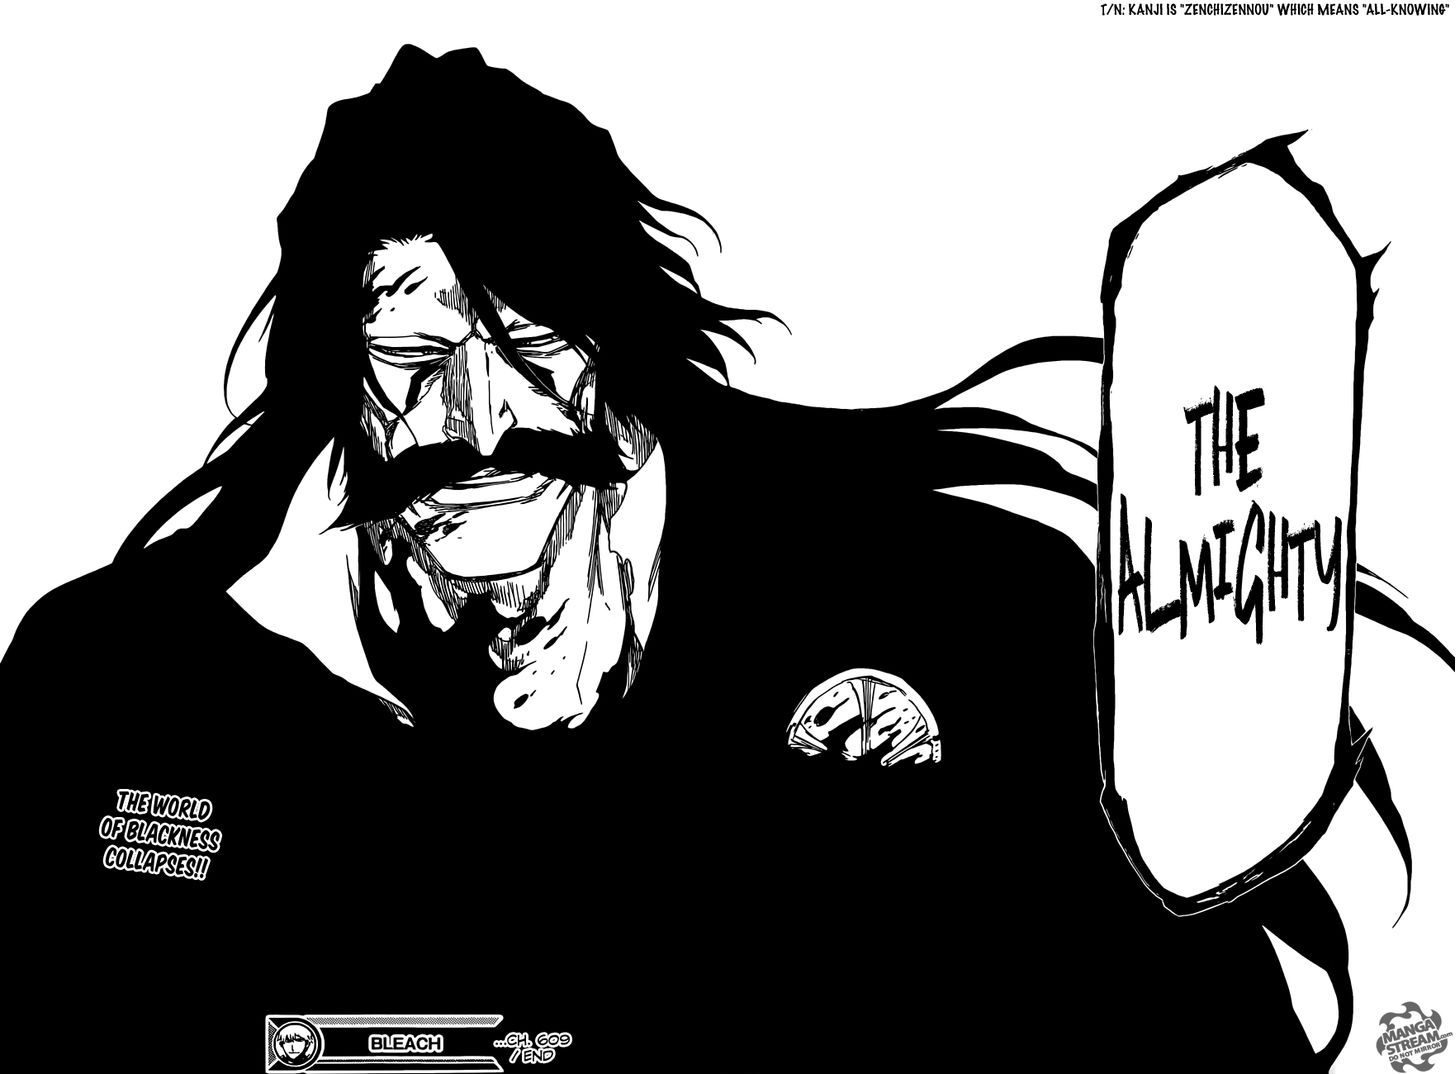 T/N: KANJI IS "ZENCHIZENNOU" WHICH MEANS "ALL-KNOWING"
THE
ALMIGHTY
THE WORLD
OF BLACKNESS
COLLAPSES!!
BLEACH
...CH. 609
/ END
MANGA
STREAM.com
DO NOT MIRROR